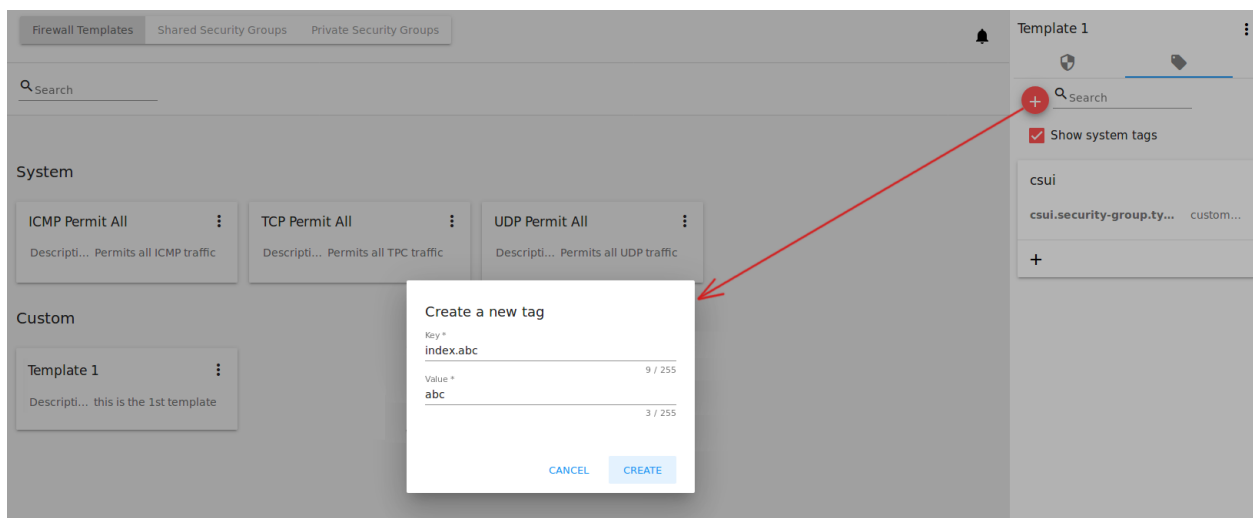 Firewall Templates Shared Security Groups Private Security Groups
Search
System
ICMP Permit All TCP Permit All UDP Permit All
Descripti... Permits all ICMP traffic Descripti... Permits all TPC traffic Descripti... Permits all UDP traffic
Custom
Template 1
Descripti... this is the 1st template
Create a new tag
Key *
index.abc
9 / 255
Value *
abc
3 / 255
CANCEL CREATE
Template 1
Search
Show system tags
csui
csui.security-group.ty... custom...
+